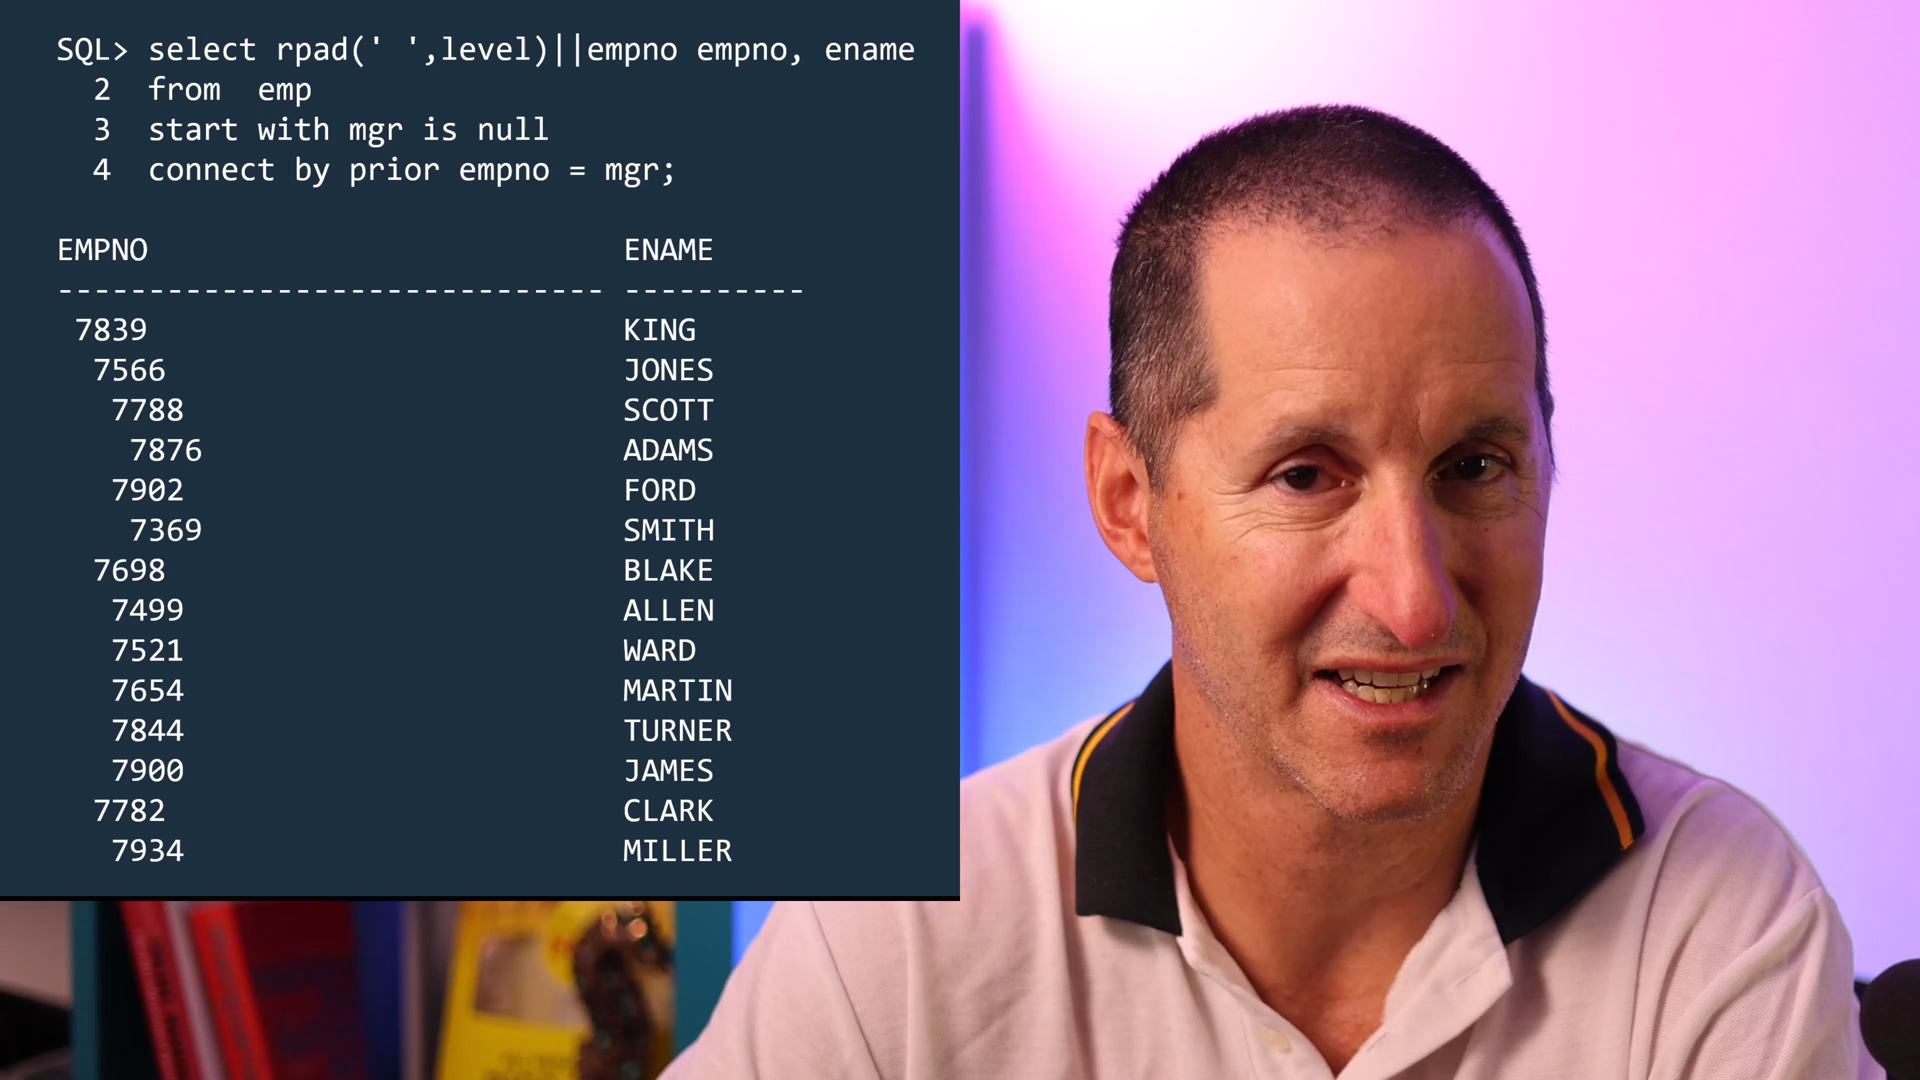 SQL> select rpad(' ',level)||empno empno, ename
2 from emp
3 start with mgr is null
4 connect by prior empno = mgr;
EMPNO ENAME
------------------------------ ----------
7839 KING
7566 JONES
7788 SCOTT
7876 ADAMS
7902 FORD
7369 SMITH
7698 BLAKE
7499 ALLEN
7521 WARD
7654 MARTIN
7844 TURNER
7900 JAMES
7782 CLARK
7934 MILLER